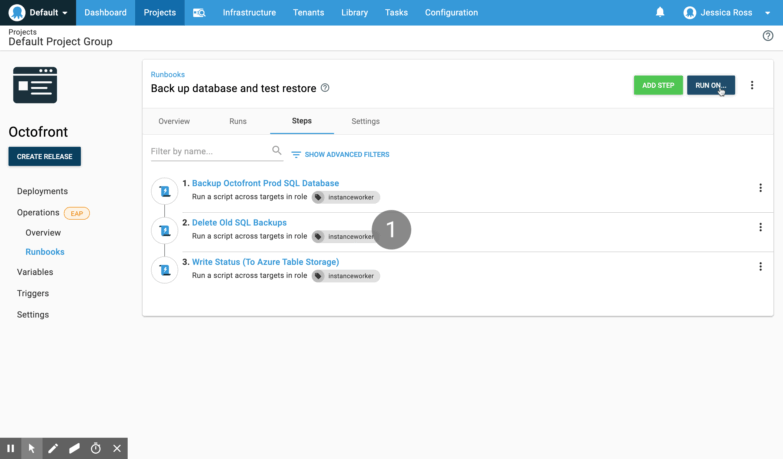 Default
Dashboard
Projects
Infrastructure
Tenants
Library
Tasks
Configuration
Jessica Ross
Projects
Default Project Group
Octofront
CREATE RELEASE
Deployments
Operations EAP
Overview
Runbooks
Variables
Triggers
Settings
Runbooks
Back up database and test restore
ADD STEP
RUN ON...
Overview
Runs
Steps
Settings
Filter by name...
SHOW ADVANCED FILTERS
1. Backup Octofront Prod SQL Database
Run a script across targets in role instanceworker
2. Delete Old SQL Backups
Run a script across targets in role instanceworker
1
3. Write Status (To Azure Table Storage)
Run a script across targets in role instanceworker